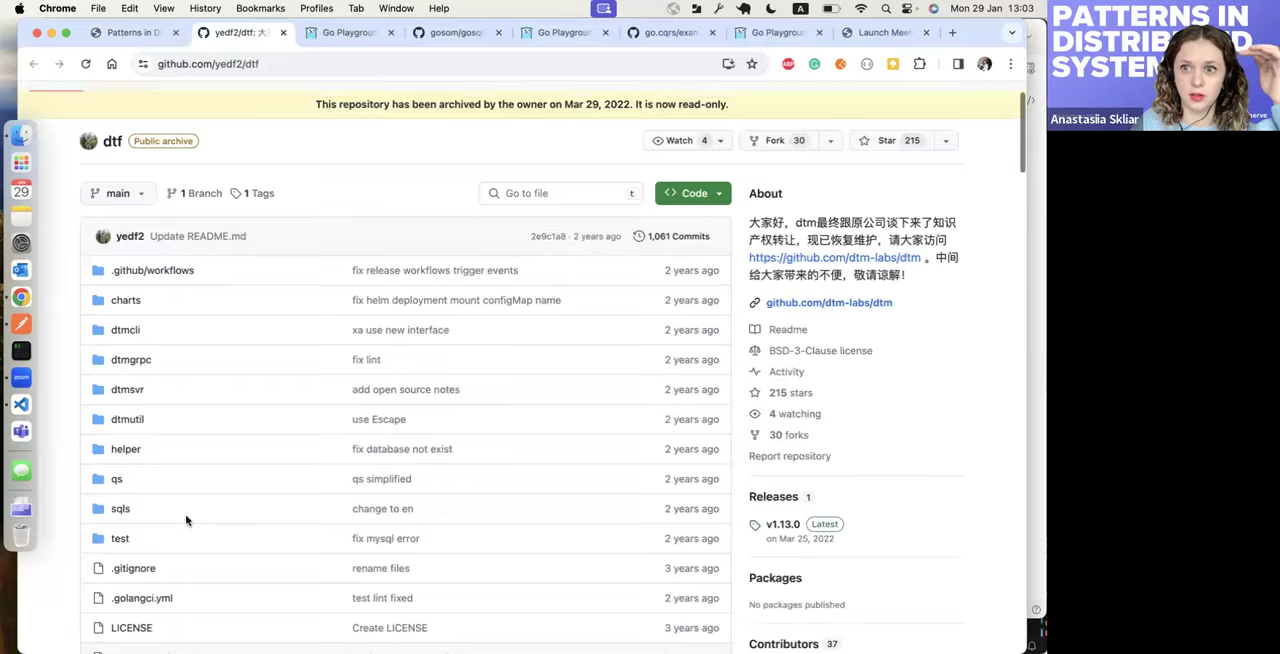 Chrome File Edit View History Bookmarks Profiles Tab Window Help
A
Mon 29 Jan 13:03
Patterns in D
yedf2/dtf: 大
Go Playgroun
gosom/gosql
Go Playgroun
go.cqrs/exam
Go Playgroun
Launch Meet
github.com/yedf2/dtf
ABP
This repository has been archived by the owner on Mar 29, 2022. It is now read-only.
dtf
Public archive
Watch 4
Fork 30
Star 215
main
1 Branch
1 Tags
Go to file
t
Code
yedf2 Update README.md
2e9c1a8 · 2 years ago
1,061 Commits
.github/workflows
fix release workflows trigger events
2 years ago
charts
fix helm deployment mount configMap name
2 years ago
dtmcli
xa use new interface
2 years ago
dtmgrpc
fix lint
2 years ago
dtmsvr
add open source notes
2 years ago
dtmutil
use Escape
2 years ago
helper
fix database not exist
2 years ago
qs
qs simplified
2 years ago
sqls
change to en
2 years ago
test
fix mysql error
2 years ago
.gitignore
rename files
3 years ago
.golangci.yml
test lint fixed
2 years ago
LICENSE
Create LICENSE
3 years ago
About
大家好，dtm最终跟原公司谈下来了知识
产权转让，现已恢复维护，请大家访问
https://github.com/dtm-labs/dtm 。中间
给大家带来的不便，敬请谅解！
github.com/dtm-labs/dtm
Readme
BSD-3-Clause license
Activity
215 stars
4 watching
30 forks
Report repository
Releases 1
v1.13.0 Latest
on Mar 25, 2022
Packages
No packages published
Contributors 37
29
zoom
PATTERNS IN
DISTRIBUTED
SYSTEM
Anastasiia Skliar